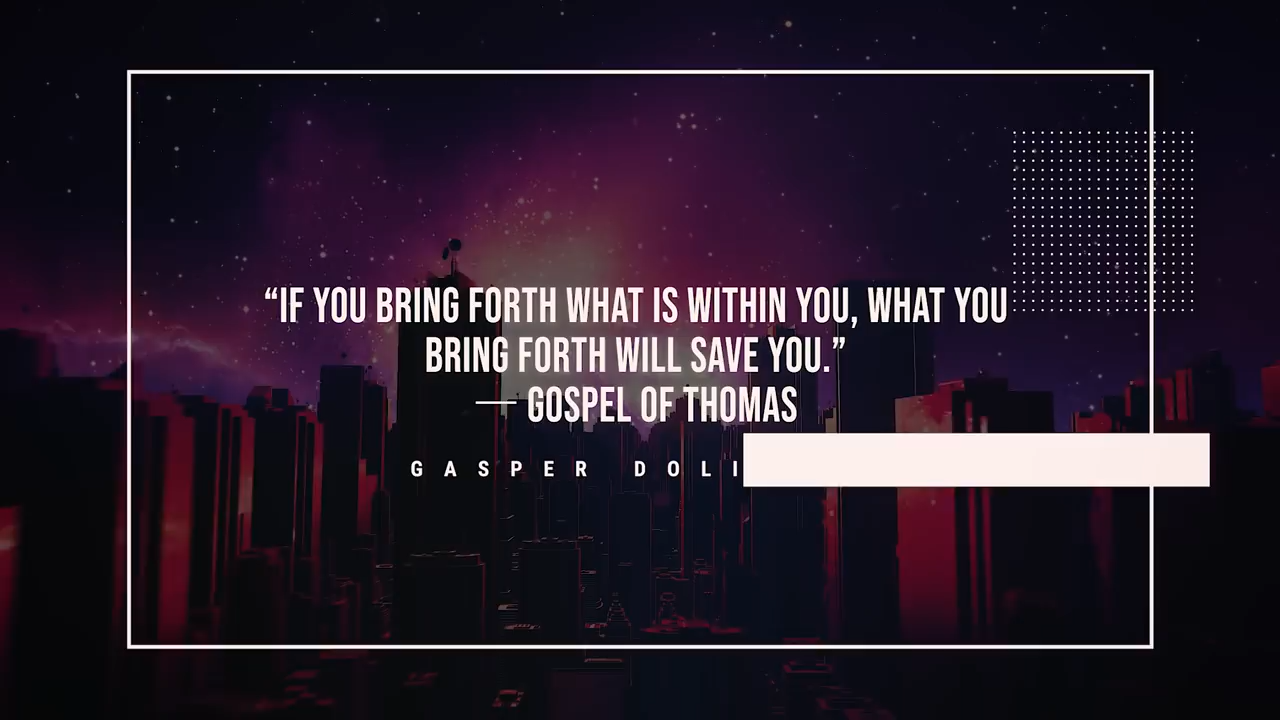 “IF YOU BRING FORTH WHAT IS WITHIN YOU, WHAT YOU
BRING FORTH WILL SAVE YOU.”
— GOSPEL OF THOMAS
GASPER DOLI